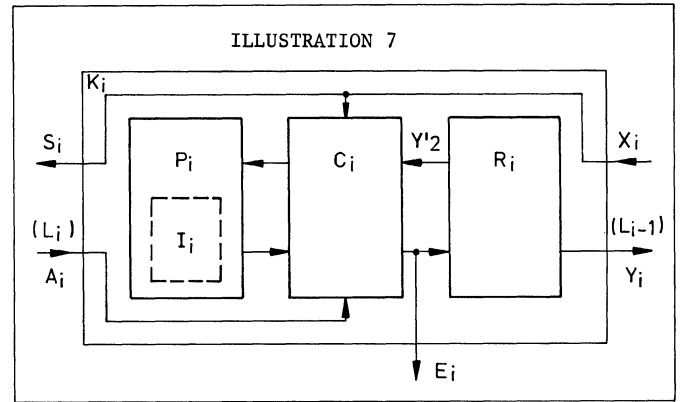 ILLUSTRATION 7
Ki
Si
Pi
Ci
Y'2
Ri
Xi
(Li)
Ii
(Li-1)
Ai
Yi
Ei